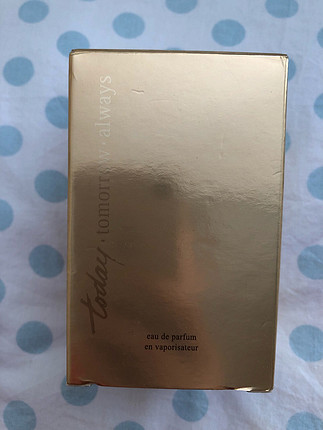 today · tomorrow · always
eau de parfum
en vaporisateur